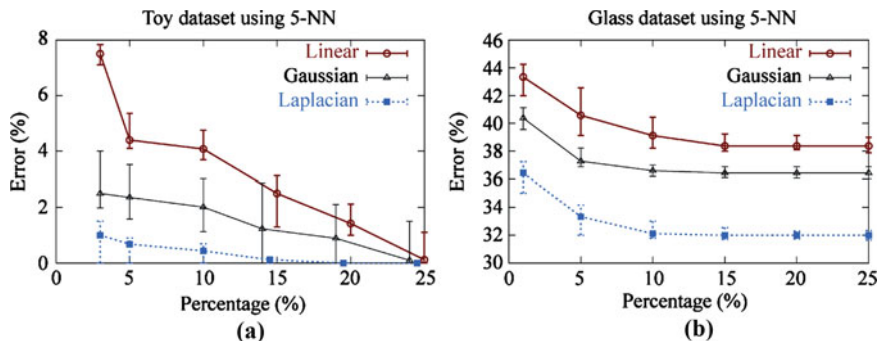 Toy dataset using 5-NN
8
6
4
2
0
Error (%)
Linear
Gaussian
Laplacian
0
5
10
15
20
25
Percentage (%)
(a)
Glass dataset using 5-NN
46
44
42
40
38
36
34
32
30
Error (%)
Linear
Gaussian
Laplacian
0
5
10
15
20
25
Percentage (%)
(b)